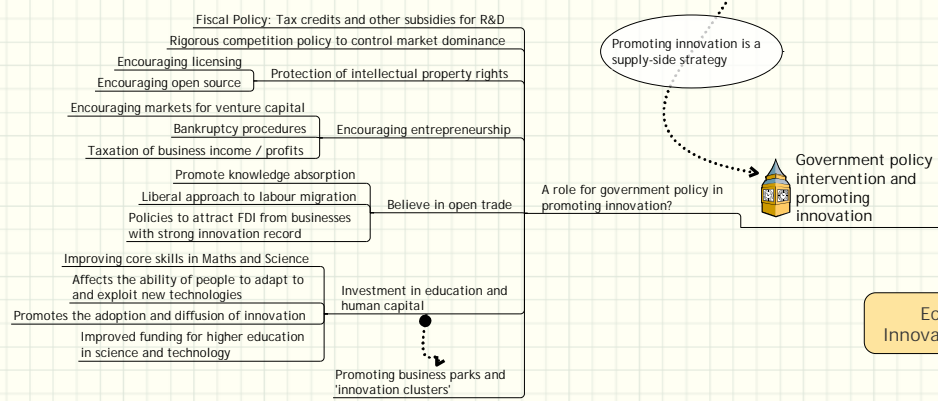 Fiscal Policy: Tax credits and other subsidies for R&D
Rigorous competition policy to control market dominance
Encouraging licensing
Encouraging open source
Protection of intellectual property rights
Encouraging markets for venture capital
Bankruptcy procedures
Taxation of business income / profits
Encouraging entrepreneurship
Promote knowledge absorption
Liberal approach to labour migration
Policies to attract FDI from businesses
with strong innovation record
Believe in open trade
Improving core skills in Maths and Science
Affects the ability of people to adapt to
and exploit new technologies
Promotes the adoption and diffusion of innovation
Improved funding for higher education
in science and technology
Investment in education and
human capital
Promoting business parks and
'innovation clusters'
A role for government policy in
promoting innovation?
Promoting innovation is a
supply-side strategy
Government policy
intervention and
promoting
innovation
Ec
Innova